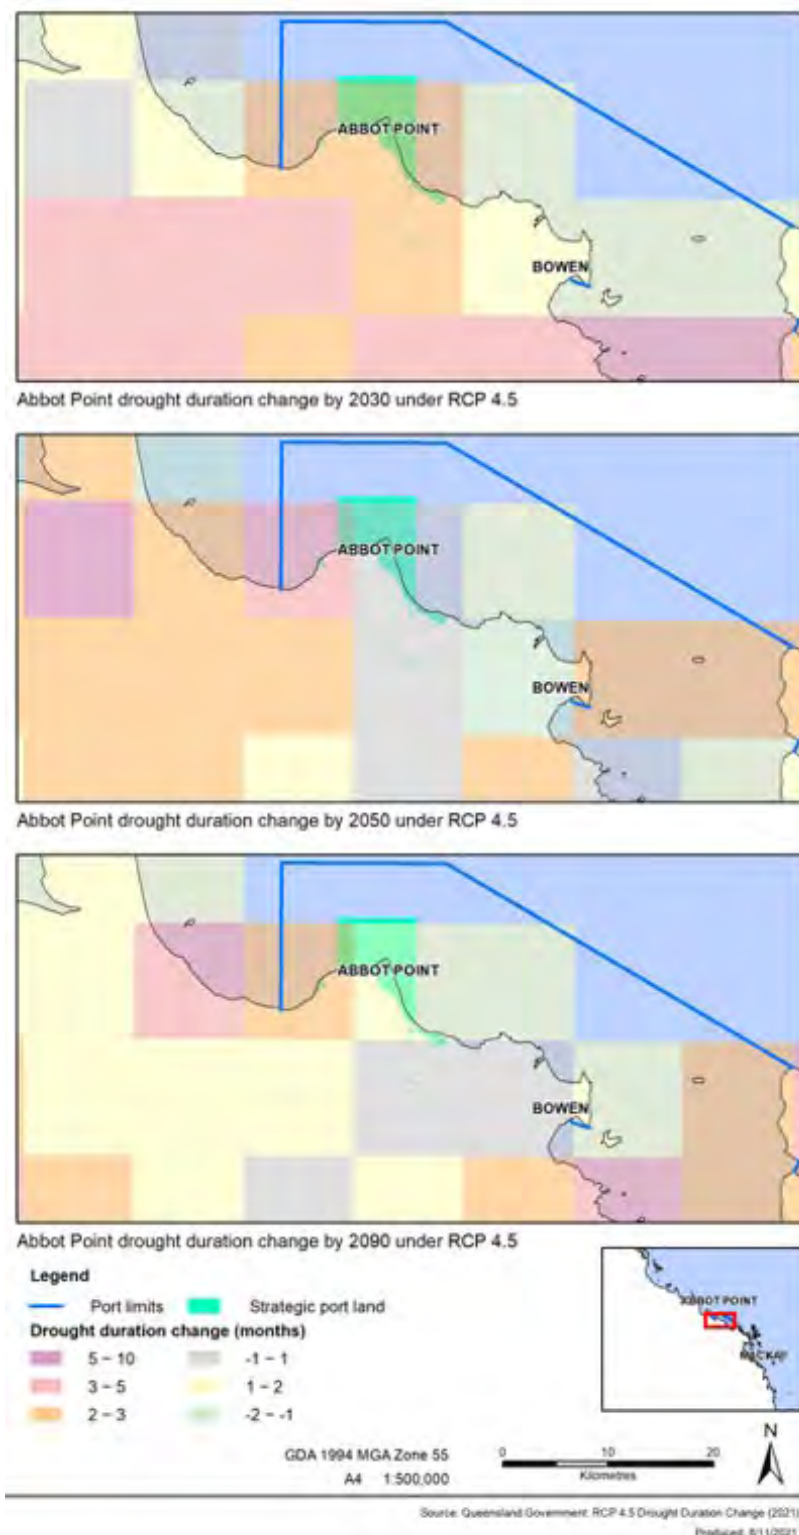 ABBOT POINT
BOWEN
Abbot Point drought duration change by 2030 under RCP 4.5
ABBOT POINT
BOWEN
Abbot Point drought duration change by 2050 under RCP 4.5
ABBOT POINT
BOWEN
Abbot Point drought duration change by 2090 under RCP 4.5
Legend
Port limits Strategic port land
Drought duration change (months)
5 – 10 -1 – 1
3 – 5 1 – 2
2 – 3 -2 – -1
ABBOT POINT
MACKAY
GDA 1994 MGA Zone 55
A4 1:500,000
0 10 20
Kilometres
N
Source: Queensland Government: RCP 4.5 Drought Duration Change (2021)
Produced: 8/11/2021